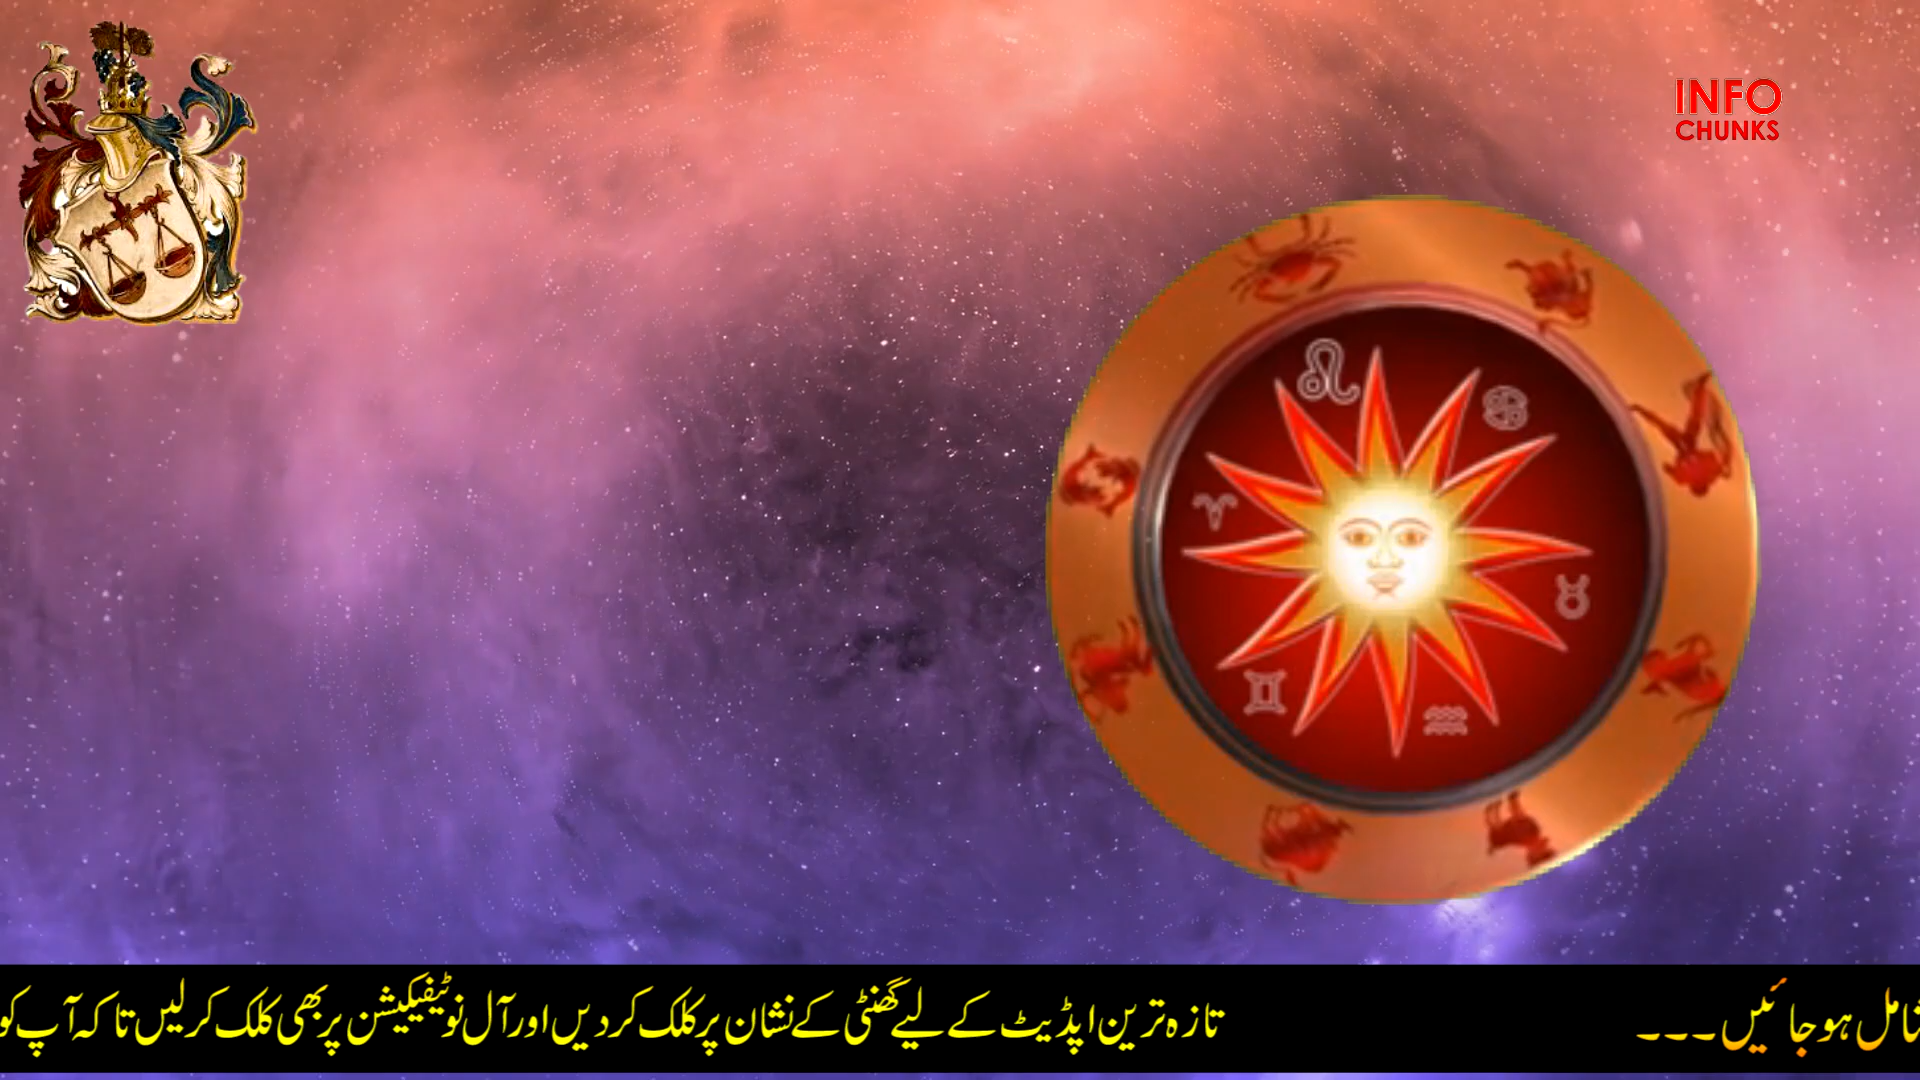 INFO
CHUNKS
شامل ہو جائیں۔۔۔ تازہ ترین اپڈیٹ کے لیے گھنٹی کے نشان پر کلک کر دیں اور آل نوٹیفیکیشن پر بھی کلک کر لیں تا کہ آپ کو